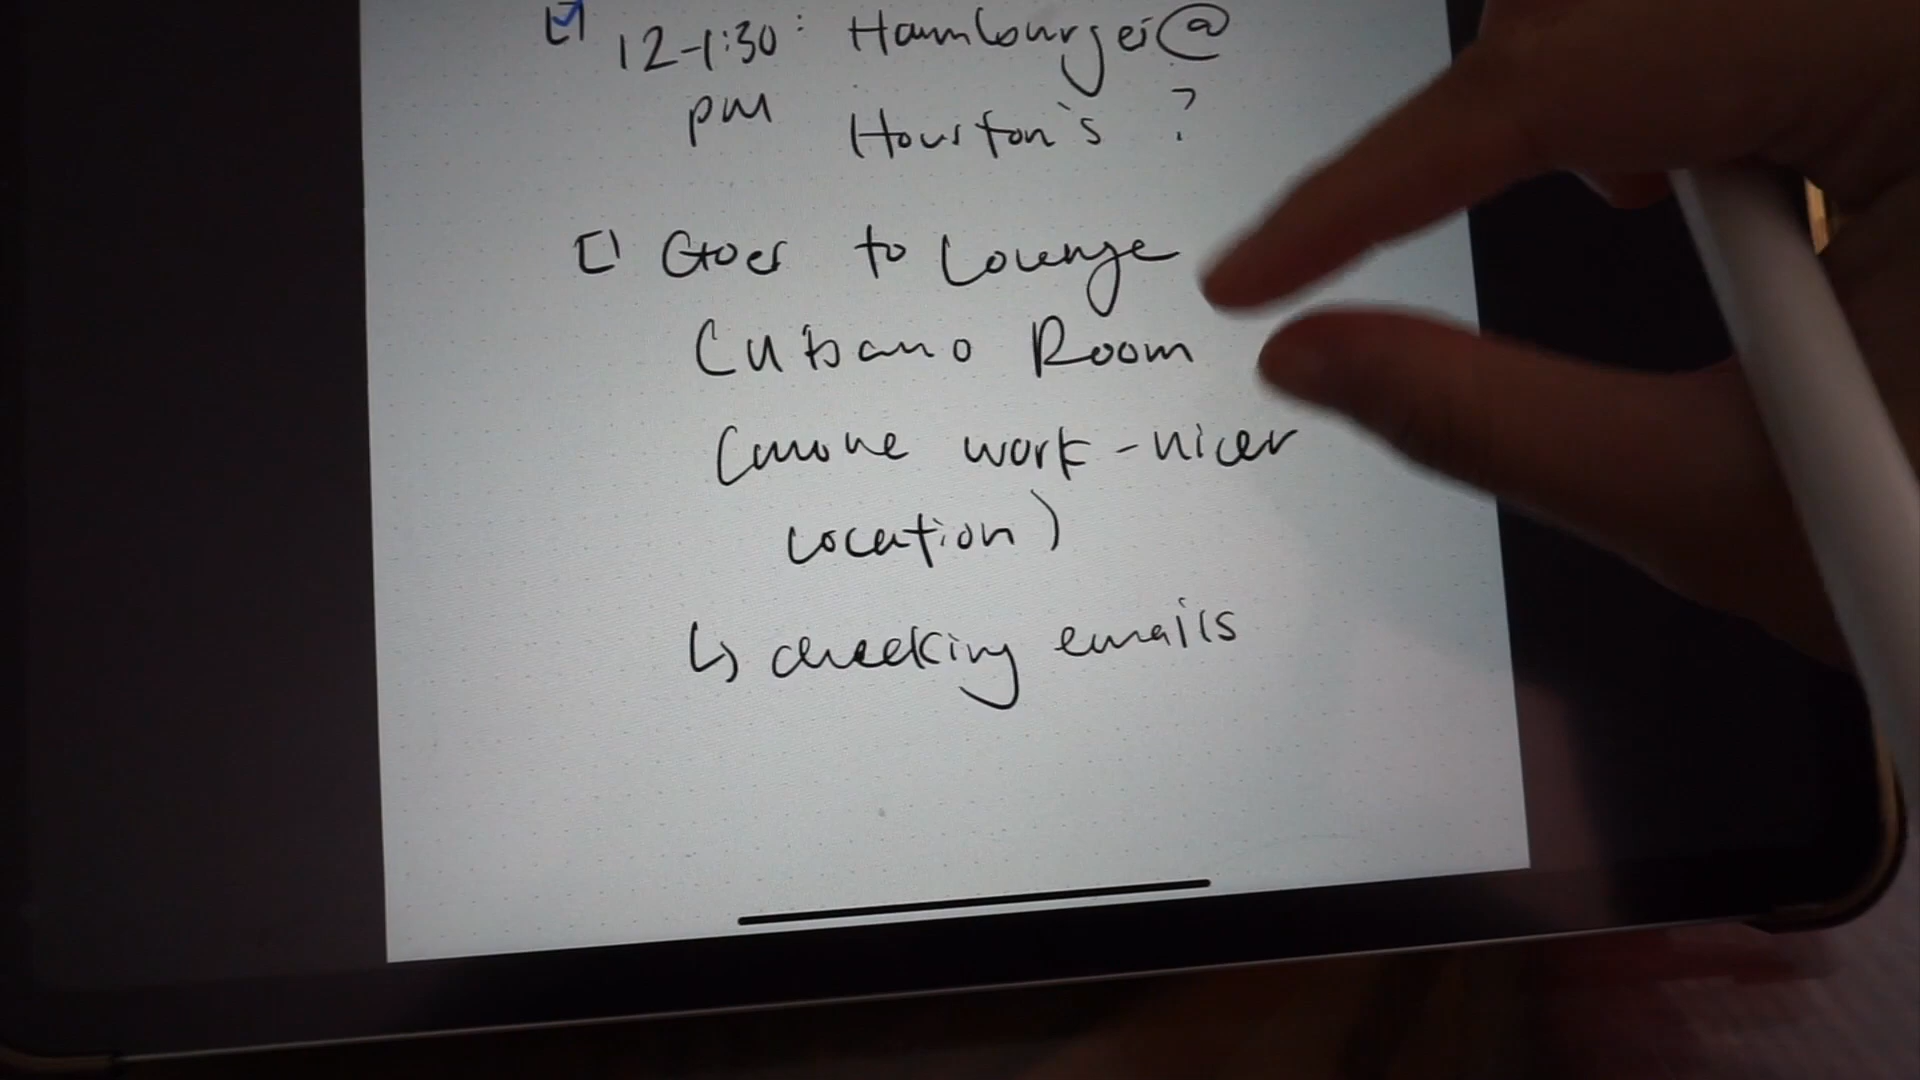 12-1:30: Hamburger @
pm Houston's ?
Goes to Lounge
Cubano Room
(more work - nicer
location)
↳ checking emails